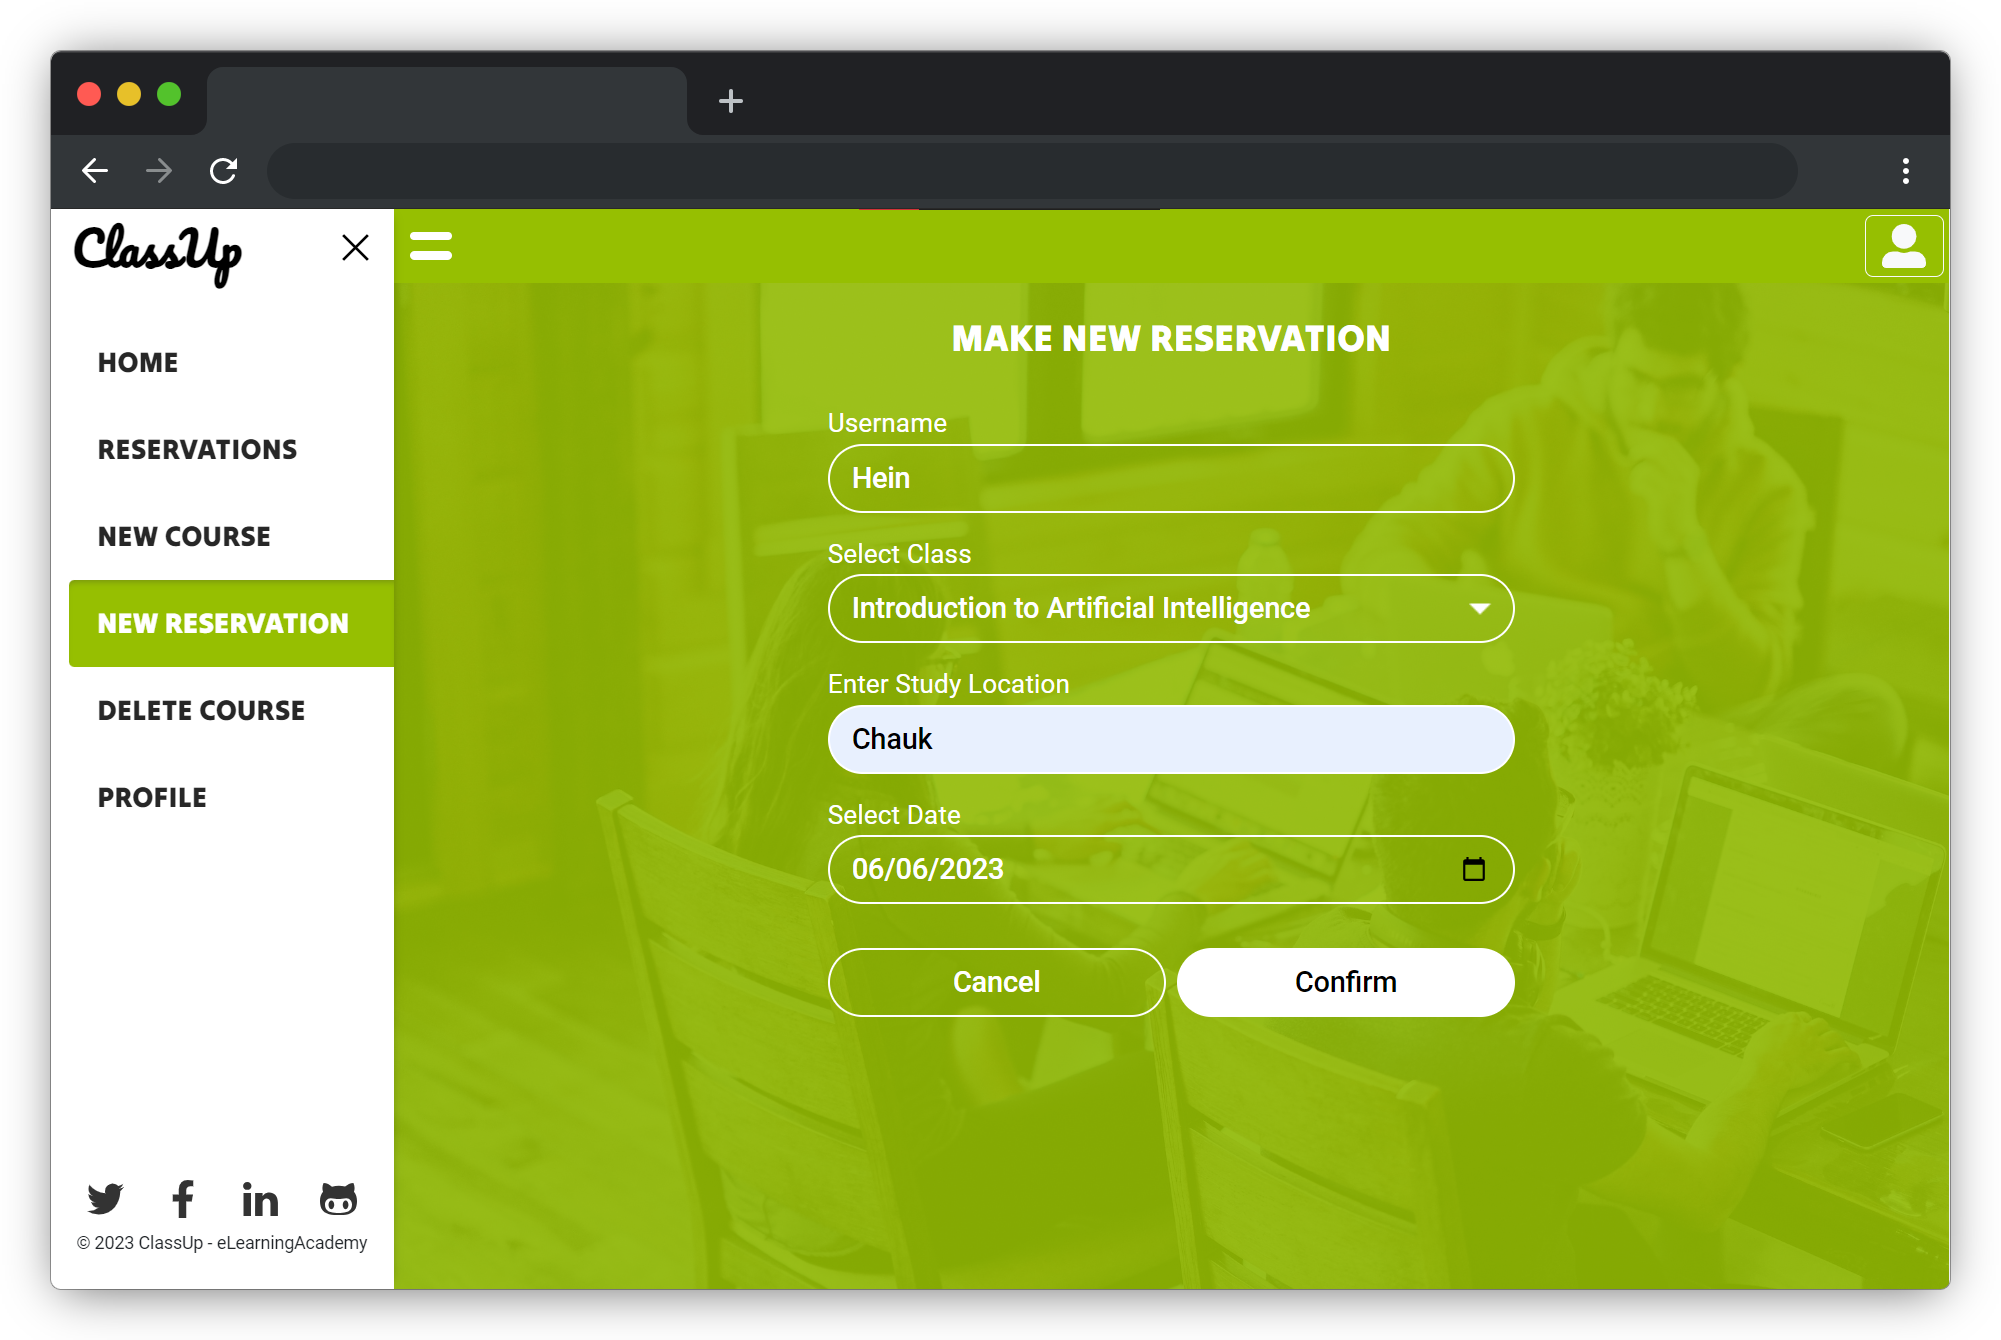 ClassUp
HOME
RESERVATIONS
NEW COURSE
NEW RESERVATION
DELETE COURSE
PROFILE
© 2023 ClassUp - eLearningAcademy
MAKE NEW RESERVATION
Username
Hein
Select Class
Introduction to Artificial Intelligence
Enter Study Location
Chauk
Select Date
06/06/2023
Cancel
Confirm